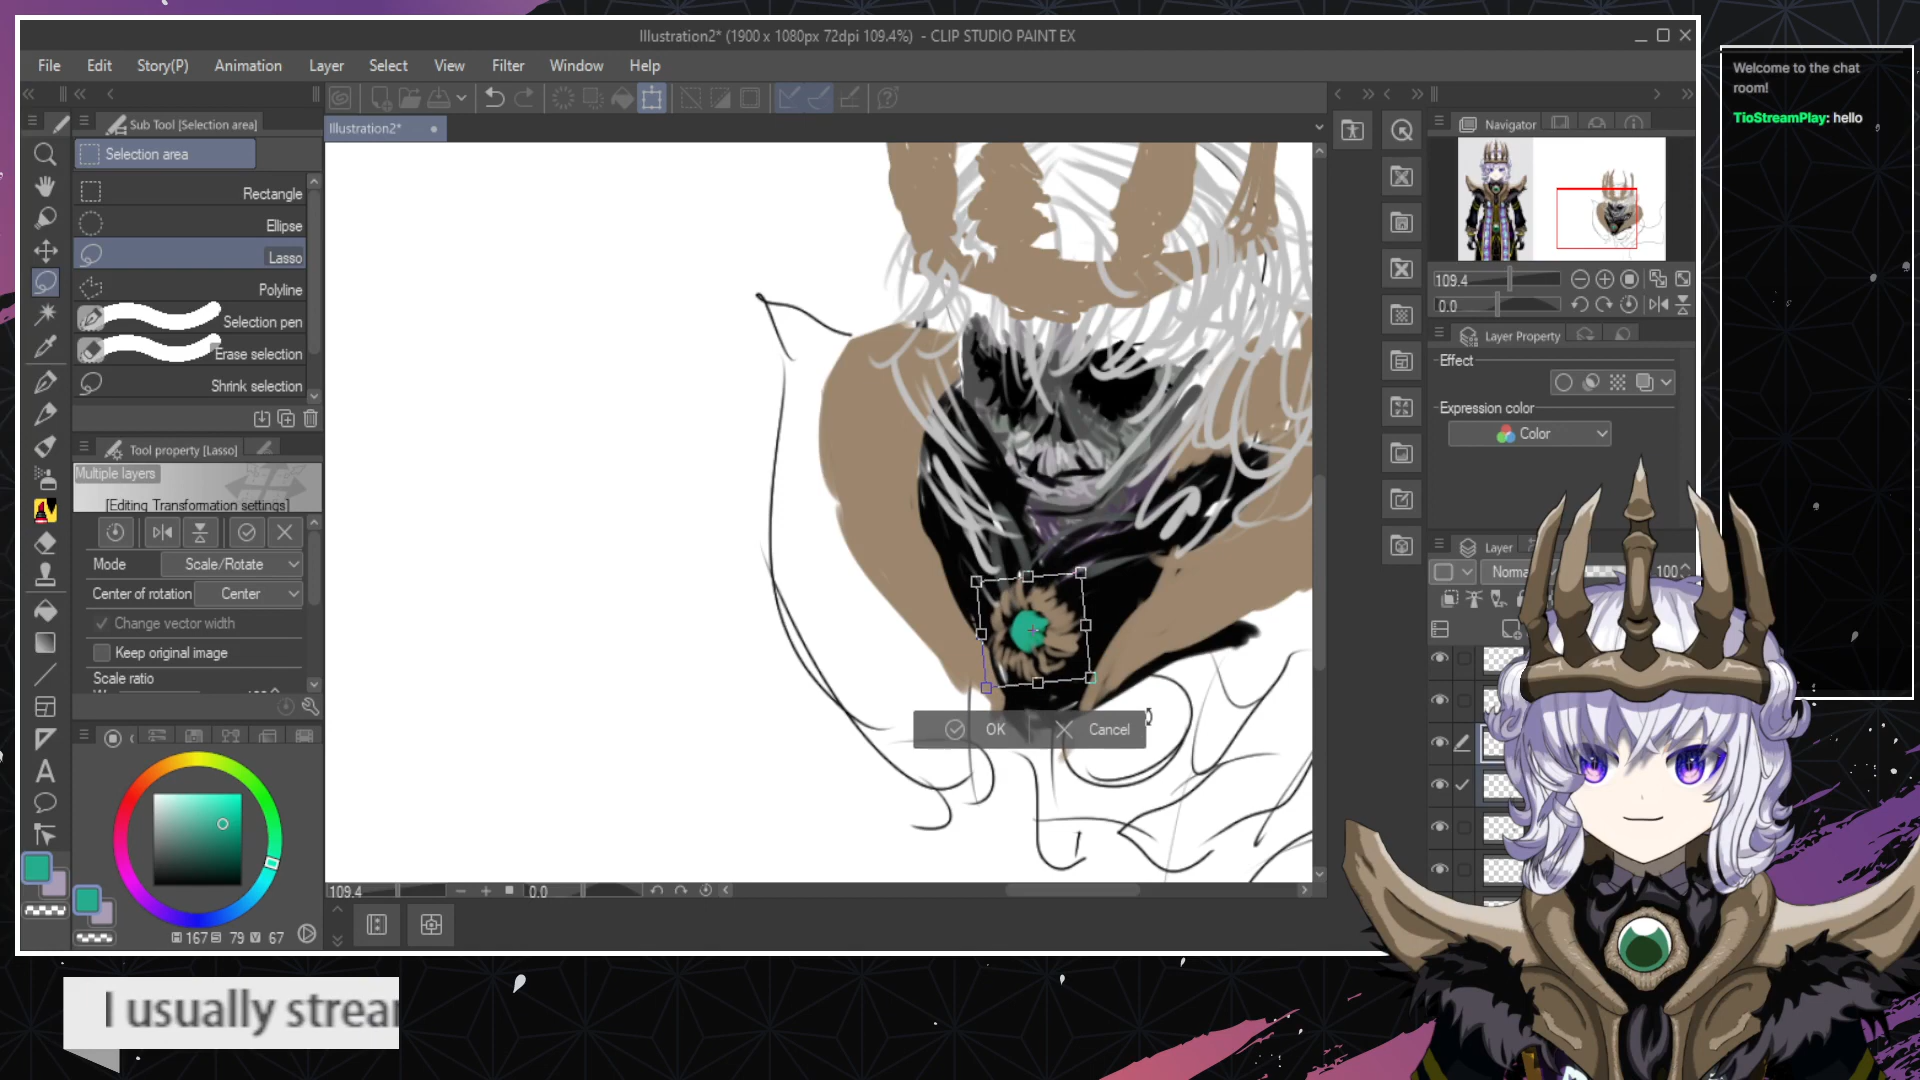 Illustration2* (1900 x 1080px 72dpi 109.4%) - CLIP STUDIO PAINT EX
File Edit Story(P) Animation Layer Select View Filter Window Help
Sub Tool [Selection area]
Illustration2*
Selection area
Rectangle
Ellipse
Lasso
Polyline
Selection pen
Erase selection
Shrink selection
Tool property [Lasso]
Multiple layers
[Editing Transformation settings]
Mode Scale/Rotate
Center of rotation Center
Change vector width
Keep original image
Scale ratio
167 79 67
109.4 0.0
OK Cancel
Navigator
109.4
0.0
Layer Property
Effect
Expression color
Color
Layer
Norma 100
Welcome to the chat
room!
TioStreamPlay: hello
I usually strea